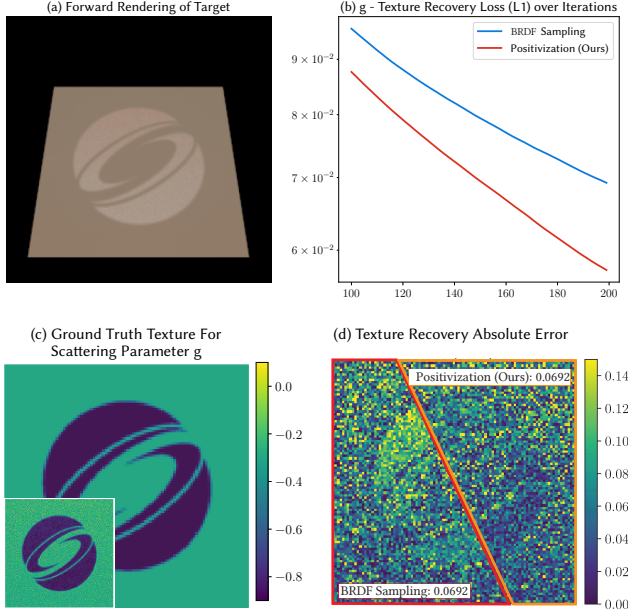 (a) Forward Rendering of Target
(b) g - Texture Recovery Loss (L1) over Iterations
BRDF Sampling
Positivization (Ours)
9 × 10⁻²
8 × 10⁻²
7 × 10⁻²
6 × 10⁻²
100
120
140
160
180
200
(c) Ground Truth Texture For
Scattering Parameter g
0.0
−0.2
−0.4
−0.6
−0.8
(d) Texture Recovery Absolute Error
Positivization (Ours): 0.0692
BRDF Sampling: 0.0692
0.14
0.12
0.10
0.08
0.06
0.04
0.02
0.00